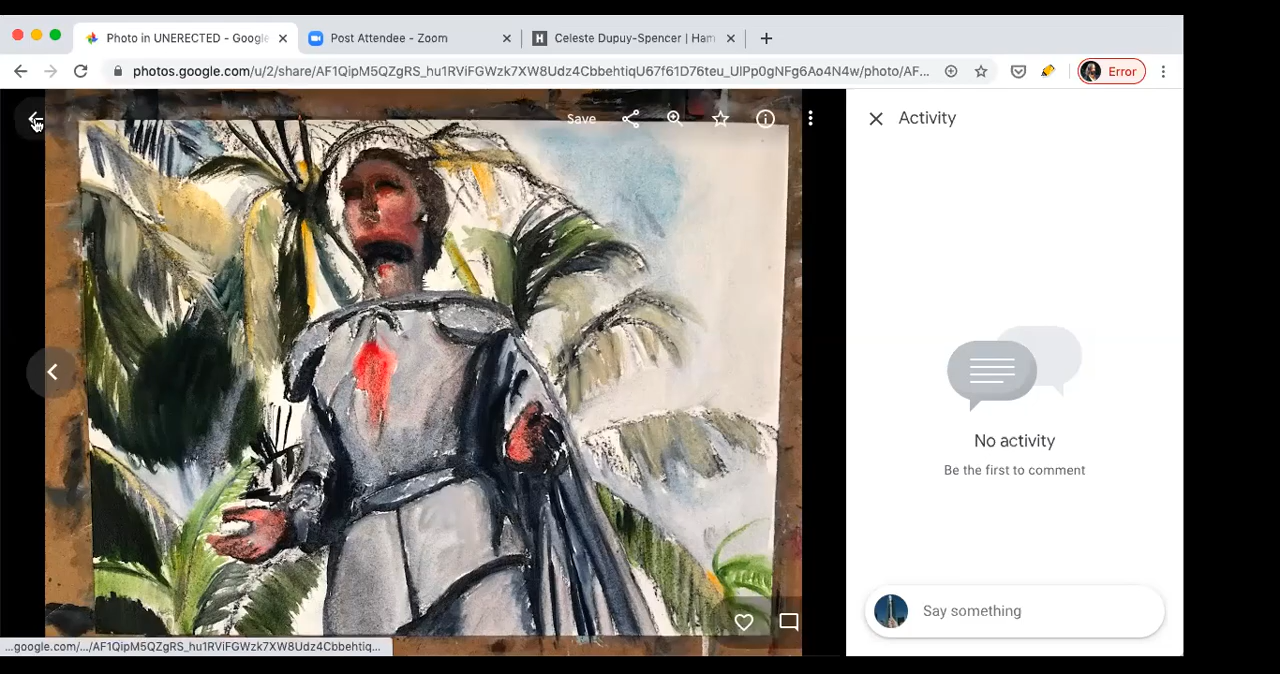 Photo in UNERECTED - Google
Post Attendee - Zoom
H
Celeste Dupuy-Spencer | Ham
photos.google.com/u/2/share/AF1QipM5QZgRS_hu1RViFGWzk7XW8Udz4CbbehtiqU67f61D76teu_UlPp0gNFg6Ao4N4w/photo/AF...
Error
Save
Activity
No activity
Be the first to comment
Say something
...google.com/.../AF1QipM5QZgRS_hu1RViFGWzk7XW8Udz4Cbbehtiq...